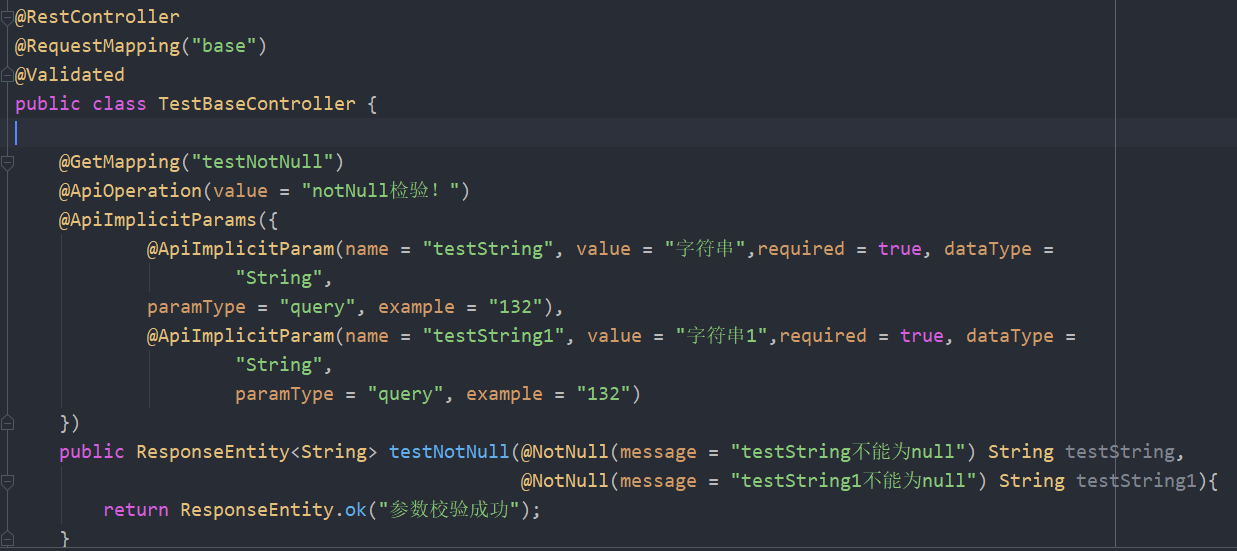 @RestController
@RequestMapping("base")
@Validated
public class TestBaseController {
@GetMapping("testNotNull")
@ApiOperation(value = "notNull检验！")
@ApiImplicitParams({
@ApiImplicitParam(name = "testString", value = "字符串",required = true, dataType =
"String",
paramType = "query", example = "132"),
@ApiImplicitParam(name = "testString1", value = "字符串1",required = true, dataType =
"String",
paramType = "query", example = "132")
})
public ResponseEntity<String> testNotNull(@NotNull(message = "testString不能为null") String testString,
@NotNull(message = "testString1不能为null") String testString1){
return ResponseEntity.ok("参数校验成功");
}